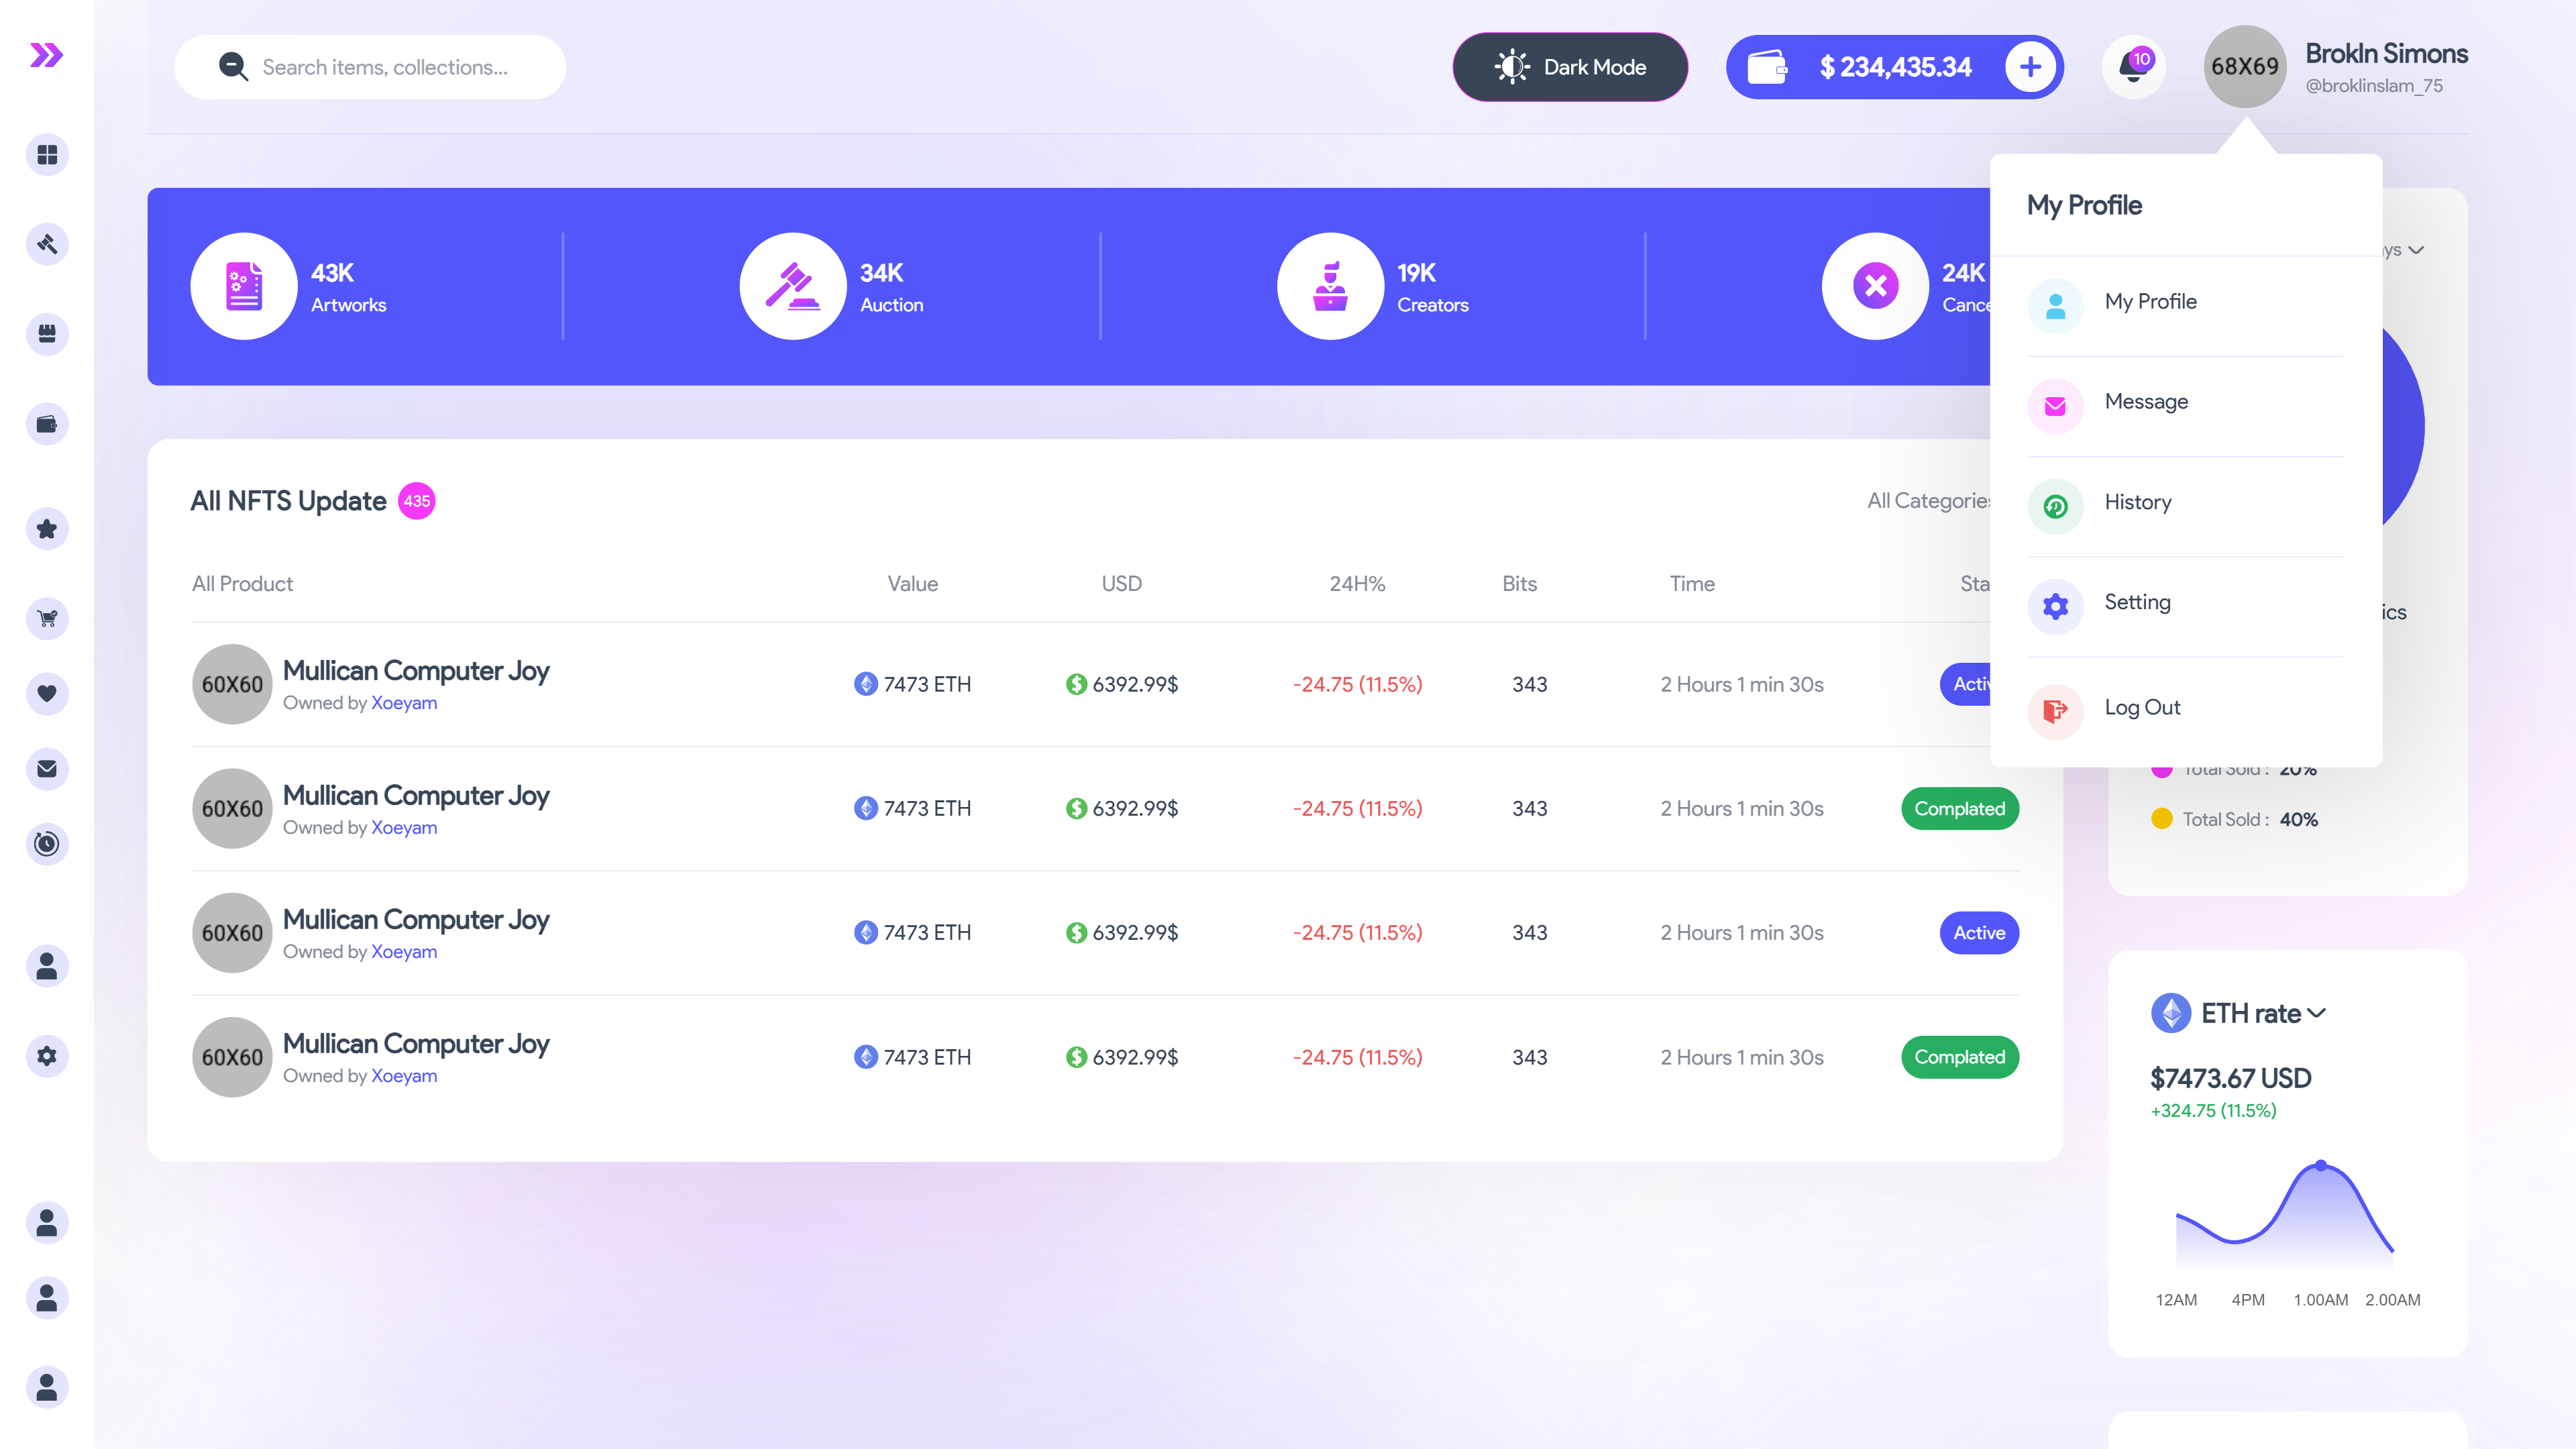 Search items, collections...
Dark Mode
$ 234,435.34
10
68X69
Brokln Simons
@broklinslam_75
43K
Artworks
34K
Auction
19K
Creators
24K
My Profile
My Profile
Message
History
Setting
Log Out
All NFTS Update 435
All Categories
All Product Value USD 24H% Bits Time
60X60 Mullican Computer Joy
Owned by Xoeyam
7473 ETH 6392.99$ -24.75 (11.5%) 343 2 Hours 1 min 30s
60X60 Mullican Computer Joy
Owned by Xoeyam
7473 ETH 6392.99$ -24.75 (11.5%) 343 2 Hours 1 min 30s Complated
60X60 Mullican Computer Joy
Owned by Xoeyam
7473 ETH 6392.99$ -24.75 (11.5%) 343 2 Hours 1 min 30s Active
60X60 Mullican Computer Joy
Owned by Xoeyam
7473 ETH 6392.99$ -24.75 (11.5%) 343 2 Hours 1 min 30s Complated
Total Sold : 20%
Total Sold : 40%
ETH rate
$7473.67 USD
+324.75 (11.5%)
12AM 4PM 1.00AM 2.00AM